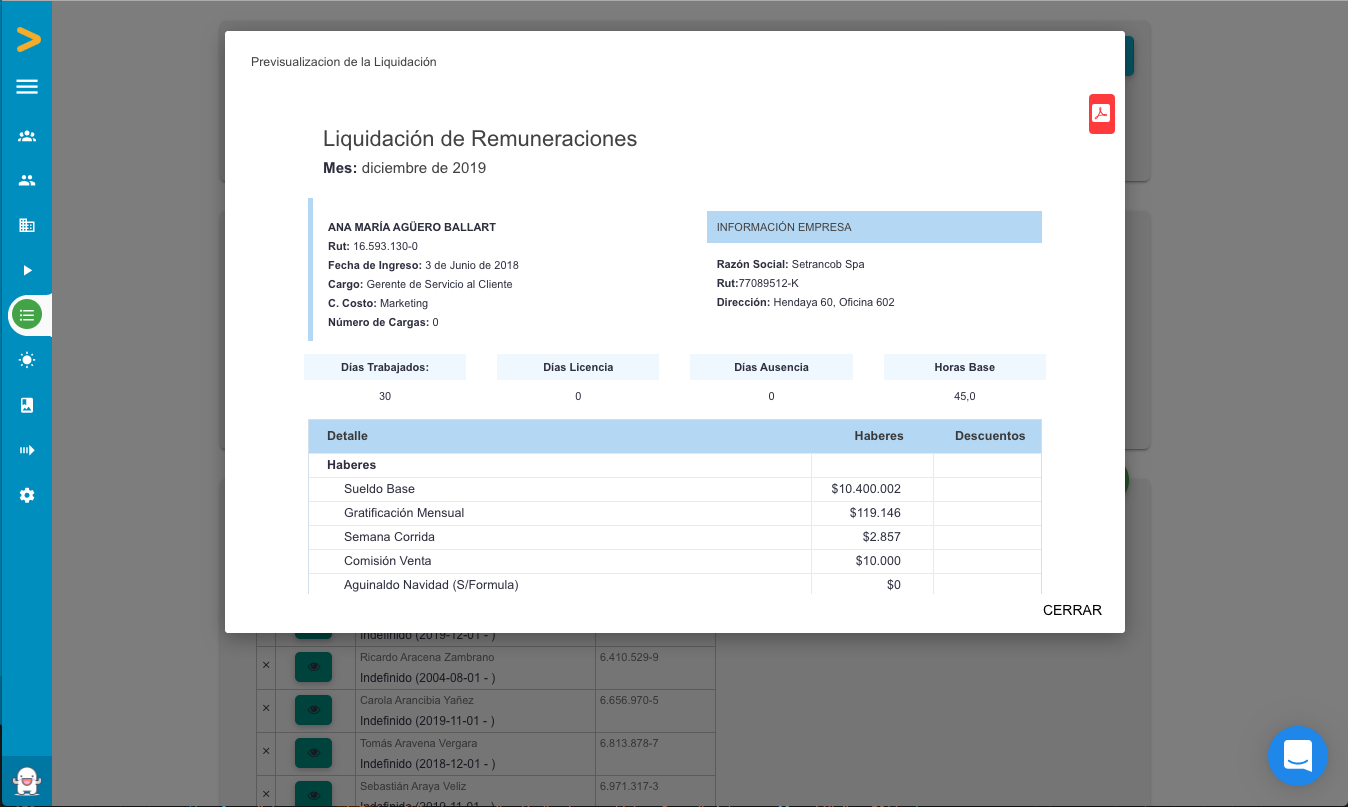 Previsualizacion de la Liquidación
Liquidación de Remuneraciones
Mes: diciembre de 2019
ANA MARÍA AGÜERO BALLART
Rut: 16.593.130-0
Fecha de Ingreso: 3 de Junio de 2018
Cargo: Gerente de Servicio al Cliente
C. Costo: Marketing
Número de Cargas: 0
INFORMACIÓN EMPRESA
Razón Social: Setrancob Spa
Rut:77089512-K
Dirección: Hendaya 60, Oficina 602
Días Trabajados: Días Licencia Días Ausencia Horas Base
30 0 0 45,0
Detalle Haberes Descuentos
Haberes
Sueldo Base $10.400.002
Gratificación Mensual $119.146
Semana Corrida $2.857
Comisión Venta $10.000
Aguinaldo Navidad (S/Formula) $0
CERRAR
Indefinido (2019-12-01 - )
× Ricardo Aracena Zambrano 6.410.529-9
Indefinido (2004-08-01 - )
× Carola Arancibia Yañez 6.656.970-5
Indefinido (2019-11-01 - )
× Tomás Aravena Vergara 6.813.878-7
Indefinido (2018-12-01 - )
× Sebastián Araya Veliz 6.971.317-3
Indefinido (2019-11-01 - )